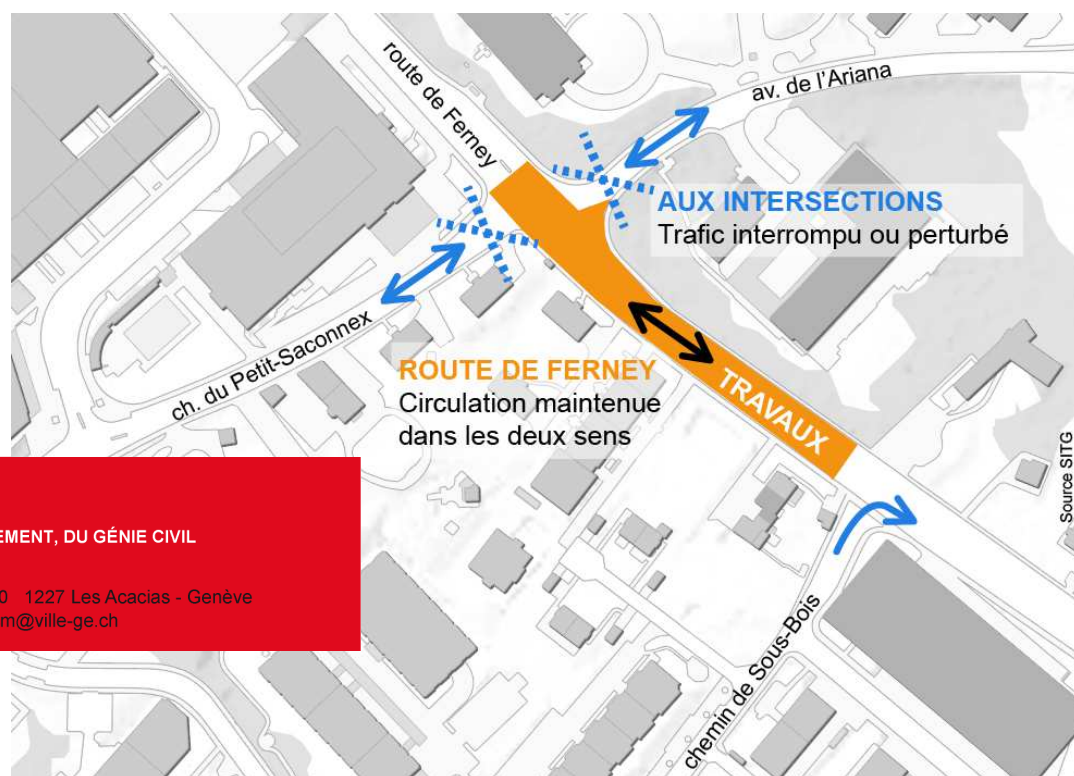 route de Ferney
av. de l'Ariana
AUX INTERSECTIONS
Trafic interrompu ou perturbé
ch. du Petit-Saconnex
ROUTE DE FERNEY
Circulation maintenue
dans les deux sens
TRAVAUX
Source SITG
EMENT, DU GÉNIE CIVIL
0 1227 Les Acacias - Genève
m@ville-ge.ch
chemin de Sous-Bois